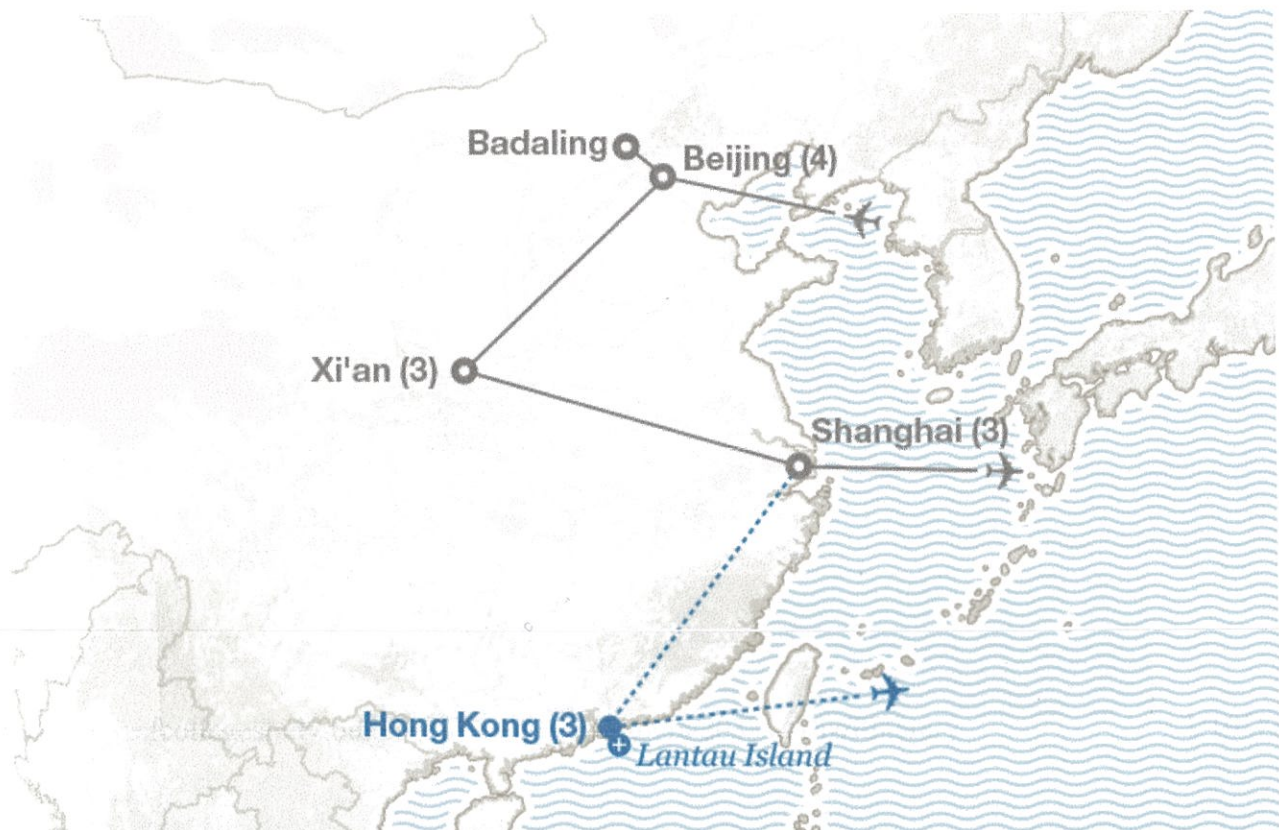 Badaling
Beijing (4)
Xi'an (3)
Shanghai (3)
Hong Kong (3)
Lantau Island